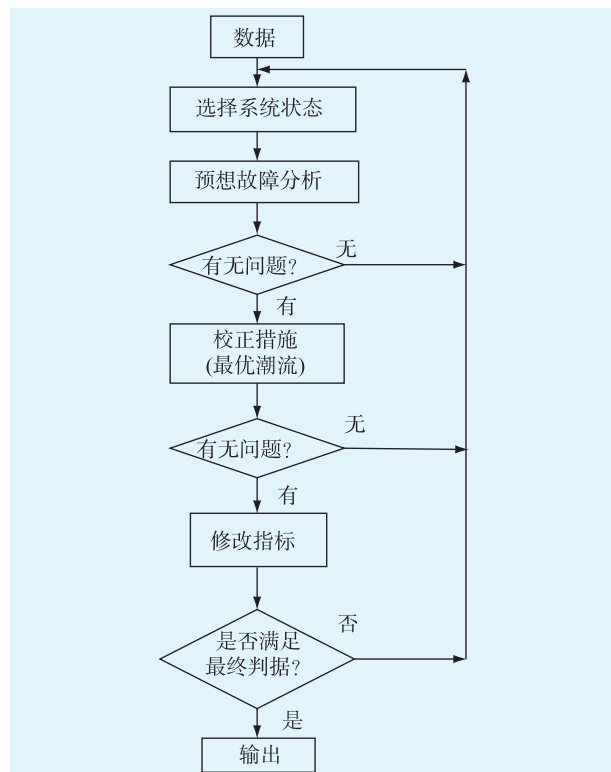 数据
选择系统状态
预想故障分析
有无问题?
无
有
校正措施
(最优潮流)
有无问题?
无
有
修改指标
是否满足
最终判据?
否
是
输出